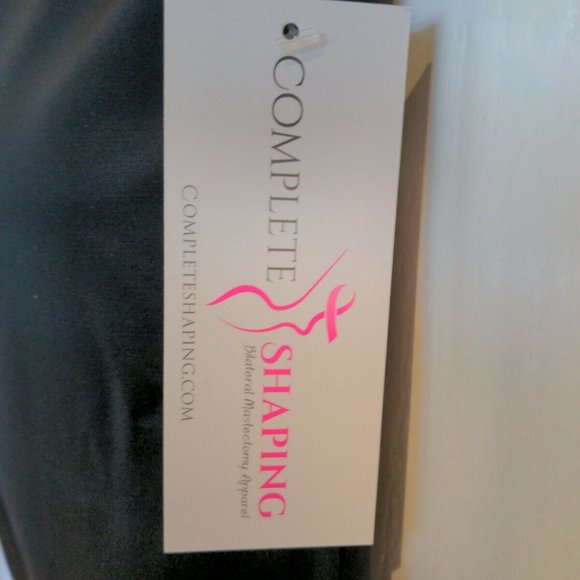 COMPLETE SHAPING
Bilateral Mastectomy Apparel
COMPLETESHAPING.COM